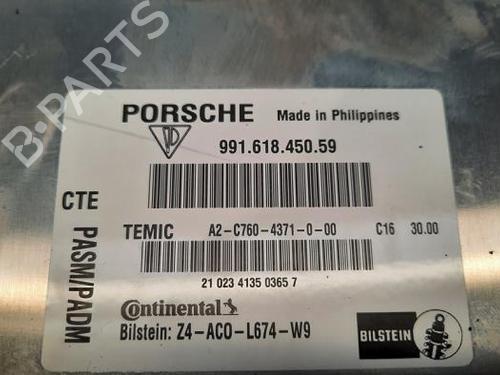 B-PARTS
PORSCHE Made in Philippines
991.618.450.59
CTE
PASM/PADM
TEMIC A2-C760-4371-0-00 C16 30.00
21 023 4135 0365 7
Continental
Bilstein: Z4-ACO-L674-W9
BILSTEIN